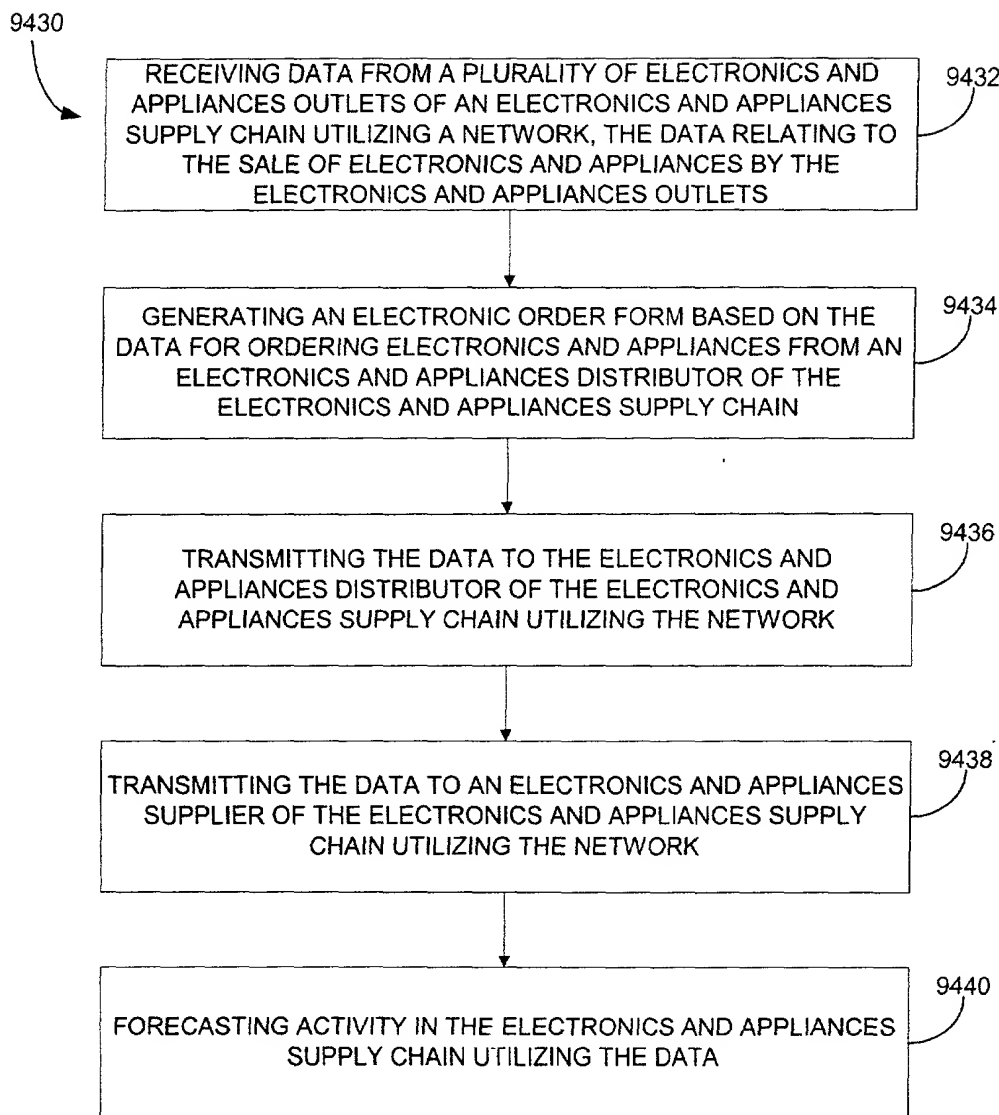 9430
RECEIVING DATA FROM A PLURALITY OF ELECTRONICS AND
APPLIANCES OUTLETS OF AN ELECTRONICS AND APPLIANCES
SUPPLY CHAIN UTILIZING A NETWORK, THE DATA RELATING TO
THE SALE OF ELECTRONICS AND APPLIANCES BY THE
ELECTRONICS AND APPLIANCES OUTLETS
9432
GENERATING AN ELECTRONIC ORDER FORM BASED ON THE
DATA FOR ORDERING ELECTRONICS AND APPLIANCES FROM AN
ELECTRONICS AND APPLIANCES DISTRIBUTOR OF THE
ELECTRONICS AND APPLIANCES SUPPLY CHAIN
9434
TRANSMITTING THE DATA TO THE ELECTRONICS AND
APPLIANCES DISTRIBUTOR OF THE ELECTRONICS AND
APPLIANCES SUPPLY CHAIN UTILIZING THE NETWORK
9436
TRANSMITTING THE DATA TO AN ELECTRONICS AND APPLIANCES
SUPPLIER OF THE ELECTRONICS AND APPLIANCES SUPPLY
CHAIN UTILIZING THE NETWORK
9438
FORECASTING ACTIVITY IN THE ELECTRONICS AND APPLIANCES
SUPPLY CHAIN UTILIZING THE DATA
9440